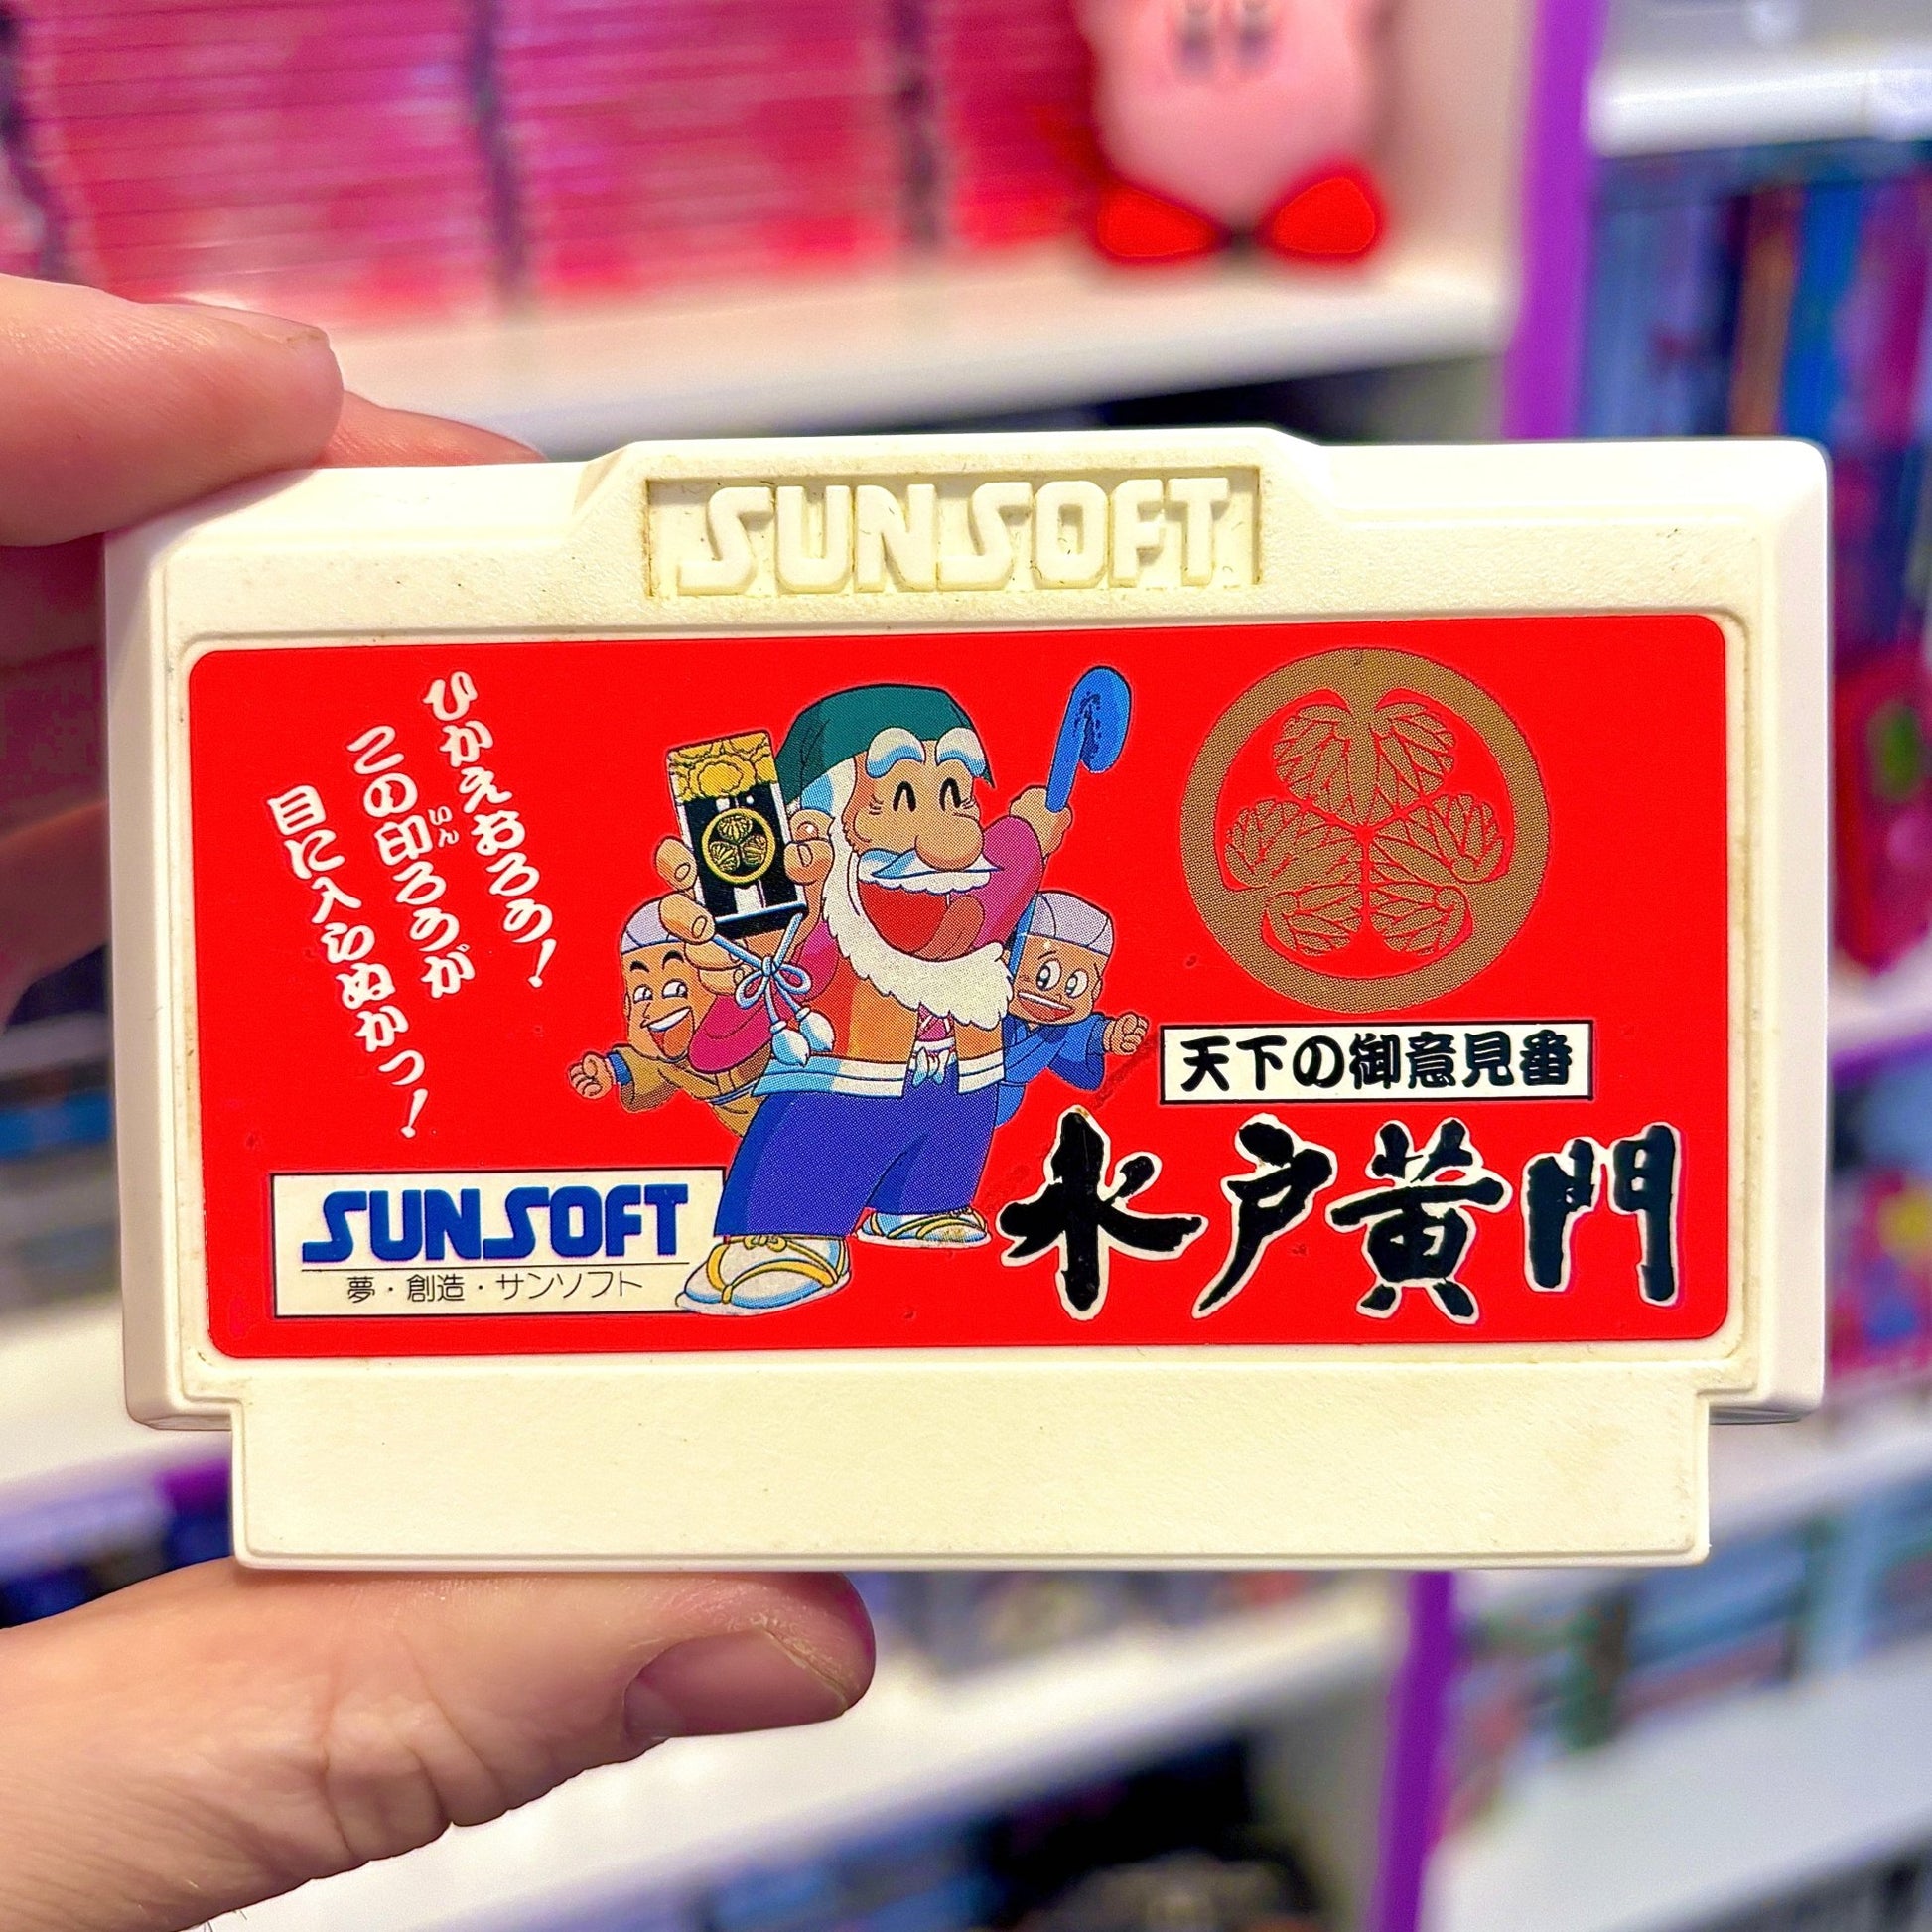 SUNSOFT
ひかえおろう!
この印ろうが
いん
目に入らぬかっ!
天下の御意見番
水戸黄門
SUNSOFT
夢・創造・サンソフト